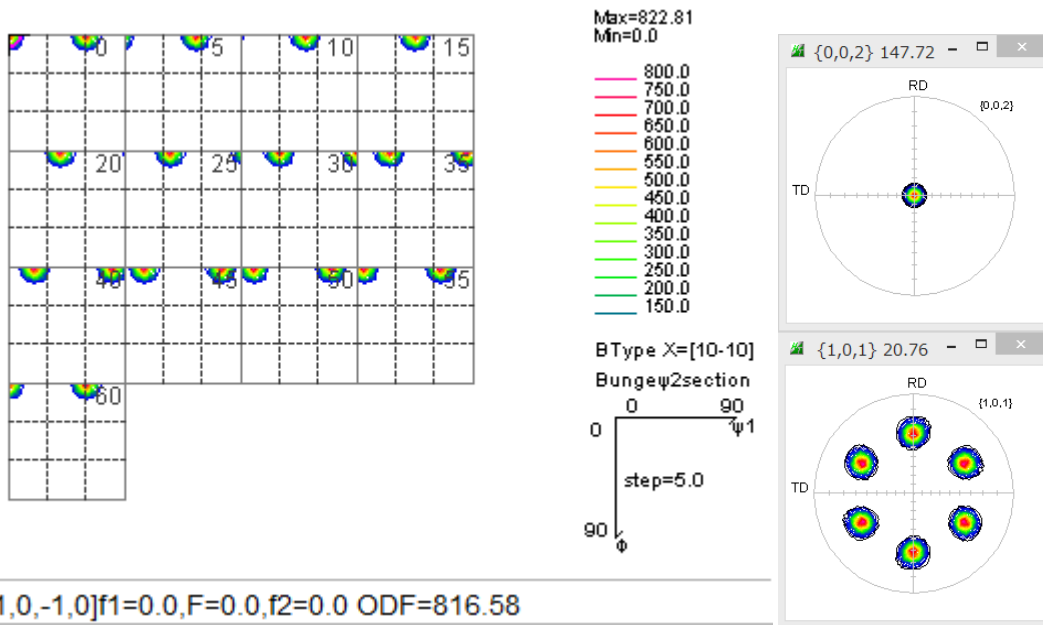 0
5
10
15
20
25
30
35
40
45
50
55
60
Max=822.81
Min=0.0
800.0
750.0
700.0
650.0
600.0
550.0
500.0
450.0
400.0
350.0
300.0
250.0
200.0
150.0
BType X=[10-10]
Bungeψ2section
0 90
0
ψ1
step=5.0
90
Φ
{0,0,2} 147.72
RD
{0,0,2}
TD
{1,0,1} 20.76
RD
{1,0,1}
TD
1,0,-1,0]f1=0.0,F=0.0,f2=0.0 ODF=816.58